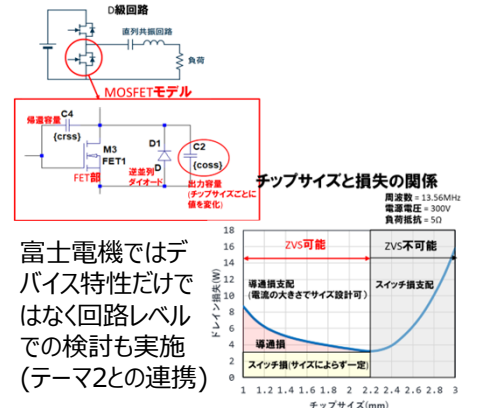 D級回路
直列共振回路
負荷
MOSFETモデル
帰還容量
C4
{crss}
M3
FET1
FET部
D1
D
逆並列
ダイオード
C2
{coss}
出力容量
(チップサイズごとに
値を変化)
チップサイズと損失の関係
周波数 = 13.56MHz
電源電圧 = 300V
負荷抵抗 = 5Ω
富士電機ではデ
バイス特性だけで
はなく回路レベル
での検討も実施
(テーマ2との連携)
ドレイン損失(W)
18
16
14
12
10
8
6
4
2
0
ZVS可能
ZVS不可能
導通損支配
(電流の大きさでサイズ設計可)
スイッチ損支配
導通損
スイッチ損(サイズによらず一定)
1 1.2 1.4 1.6 1.8 2 2.2 2.4 2.6 2.8 3
チップサイズ(mm)